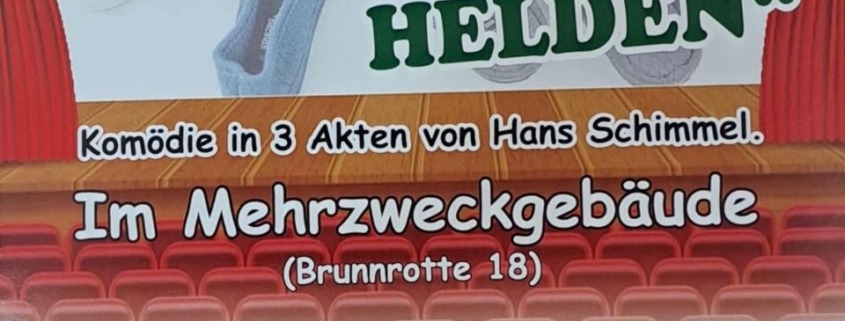 HELDEN“
Komödie in 3 Akten von Hans Schimmel.
Im Mehrzweckgebäude
(Brunnrotte 18)